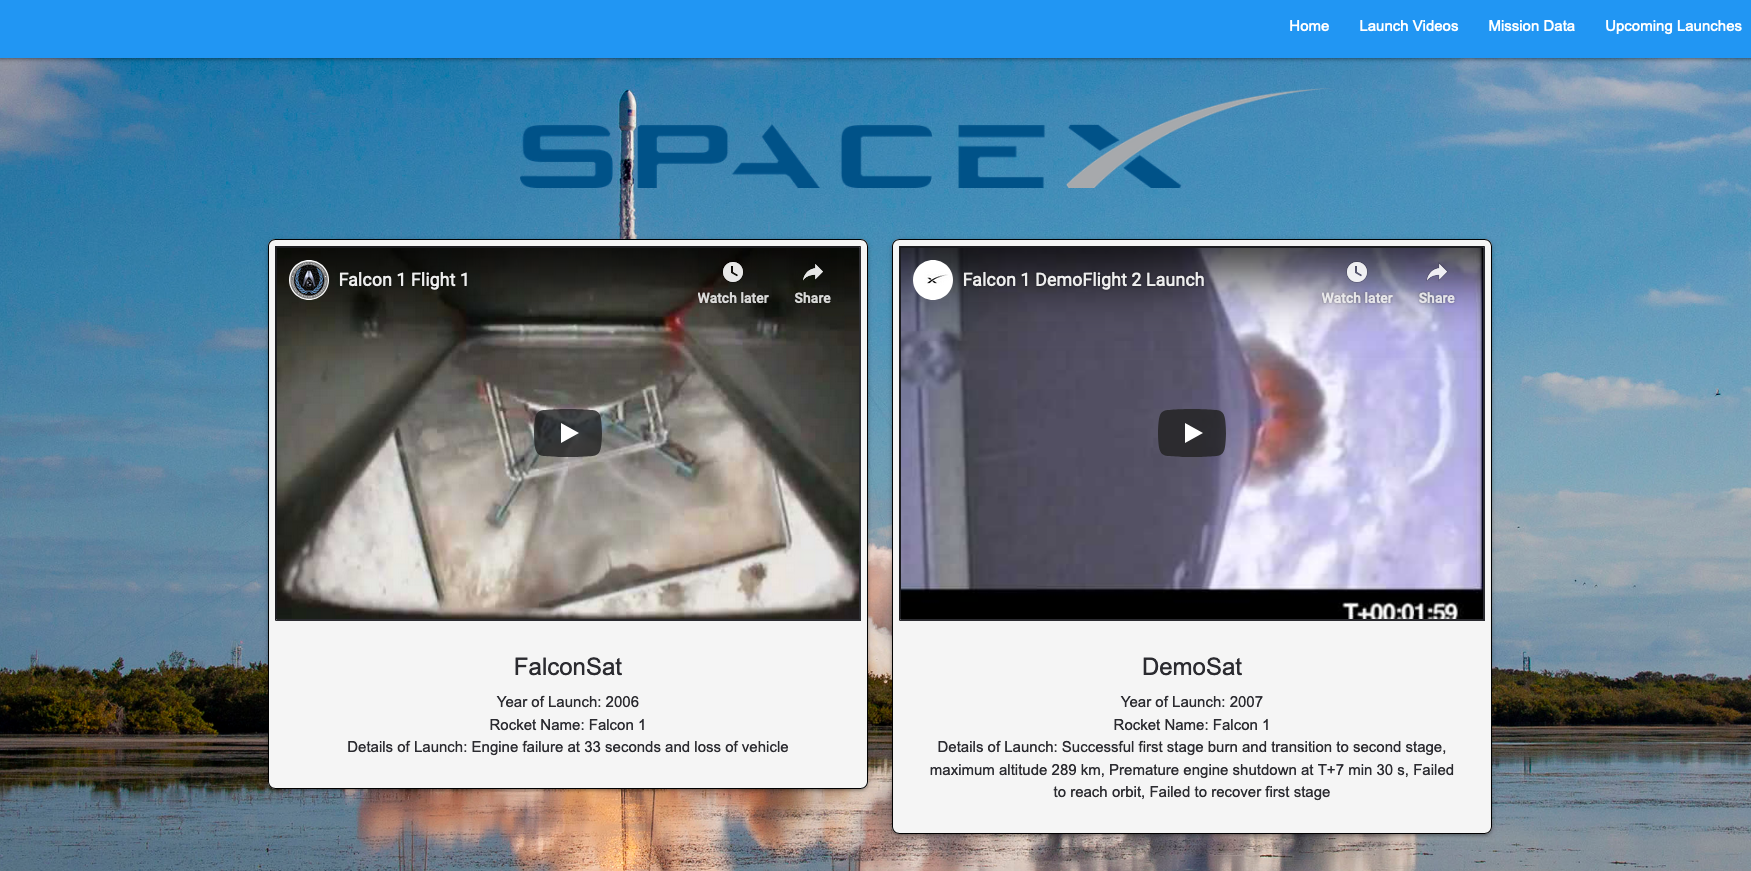 Home Launch Videos Mission Data Upcoming Launches
SPACEX
Falcon 1 Flight 1
Watch later
Share
FalconSat
Year of Launch: 2006
Rocket Name: Falcon 1
Details of Launch: Engine failure at 33 seconds and loss of vehicle
Falcon 1 DemoFlight 2 Launch
Watch later
Share
T+00:01:59
DemoSat
Year of Launch: 2007
Rocket Name: Falcon 1
Details of Launch: Successful first stage burn and transition to second stage,
maximum altitude 289 km, Premature engine shutdown at T+7 min 30 s, Failed
to reach orbit, Failed to recover first stage